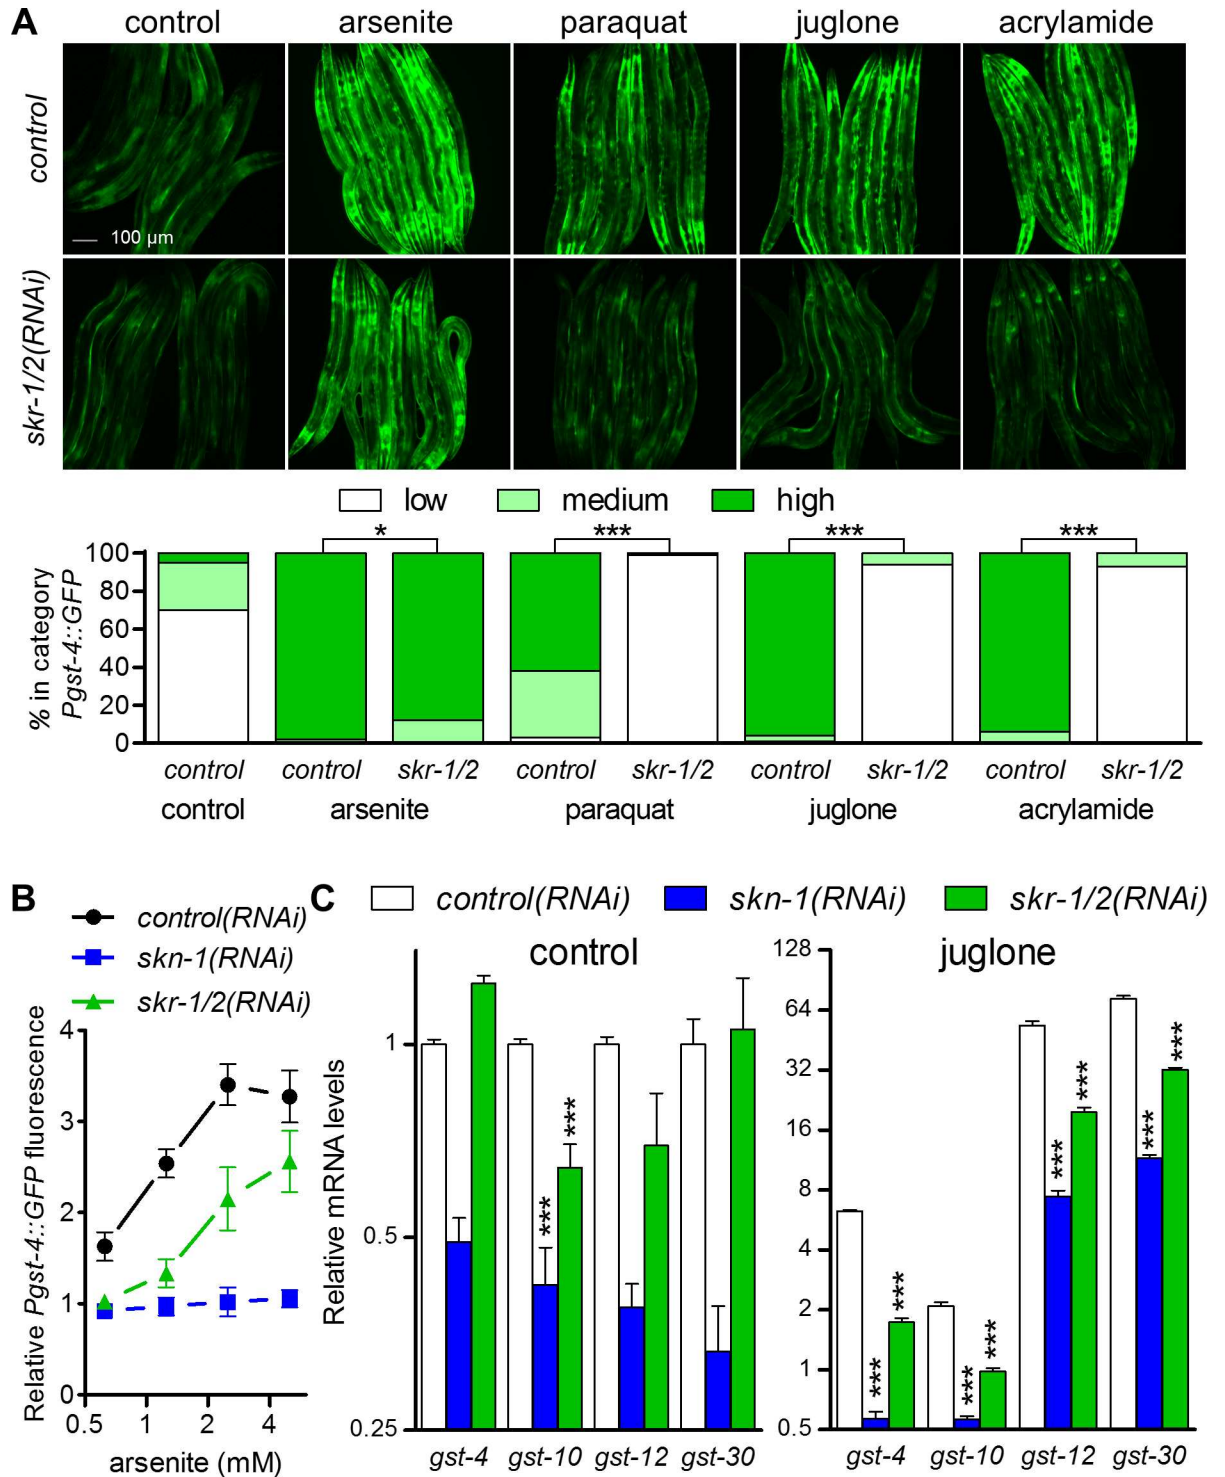 A
control arsenite paraquat juglone acrylamide
control
100 µm
skr-1/2(RNAi)
low medium high
* *** *** ***
% in category
Pgst-4::GFP
100
80
60
40
20
0
control control skr-1/2 control skr-1/2 control skr-1/2 control skr-1/2
control arsenite paraquat juglone acrylamide
B
control(RNAi)
skn-1(RNAi)
skr-1/2(RNAi)
Relative Pgst-4::GFP fluorescence
4
3
2
1
0
0.5 1 2 4
arsenite (mM)
C
control(RNAi) skn-1(RNAi) skr-1/2(RNAi)
control
Relative mRNA levels
1
0.5
0.25
*** ***
gst-4 gst-10 gst-12 gst-30
juglone
128
64
32
16
8
4
2
1
0.5
*** *** *** *** *** *** *** ***
gst-4 gst-10 gst-12 gst-30